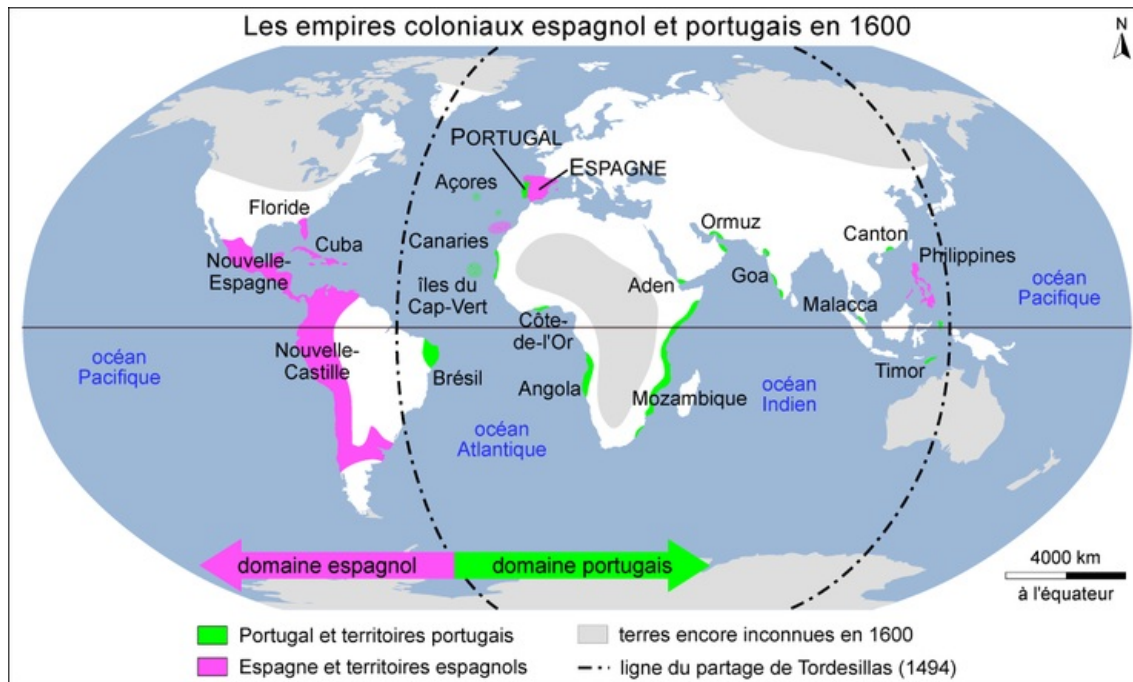 Les empires coloniaux espagnol et portugais en 1600
N
PORTUGAL
ESPAGNE
Açores
Floride
Ormuz
Canton
Cuba
Canaries
Philippines
Nouvelle-
Espagne
Aden
Goa
îles du
Cap-Vert
Malacca
océan
Pacifique
Côte-
de-l'Or
océan
Pacifique
Nouvelle-
Castille
Brésil
Angola
Mozambique
océan
Indien
Timor
océan
Atlantique
domaine espagnol
domaine portugais
4000 km
à l'équateur
Portugal et territoires portugais
terres encore inconnues en 1600
Espagne et territoires espagnols
ligne du partage de Tordesillas (1494)